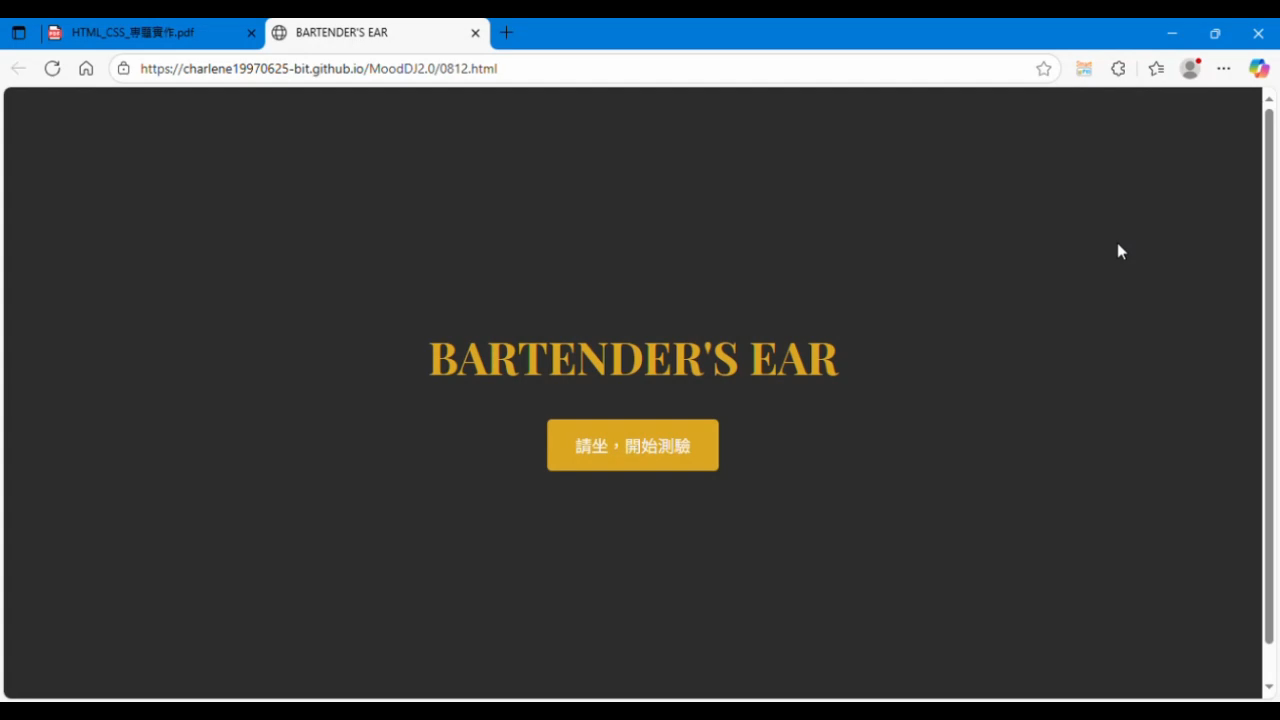 HTML_CSS_專題實作.pdf
BARTENDER'S EAR
https://charlene19970625-bit.github.io/MoodDJ2.0/0812.html
BARTENDER'S EAR
請坐，開始測驗